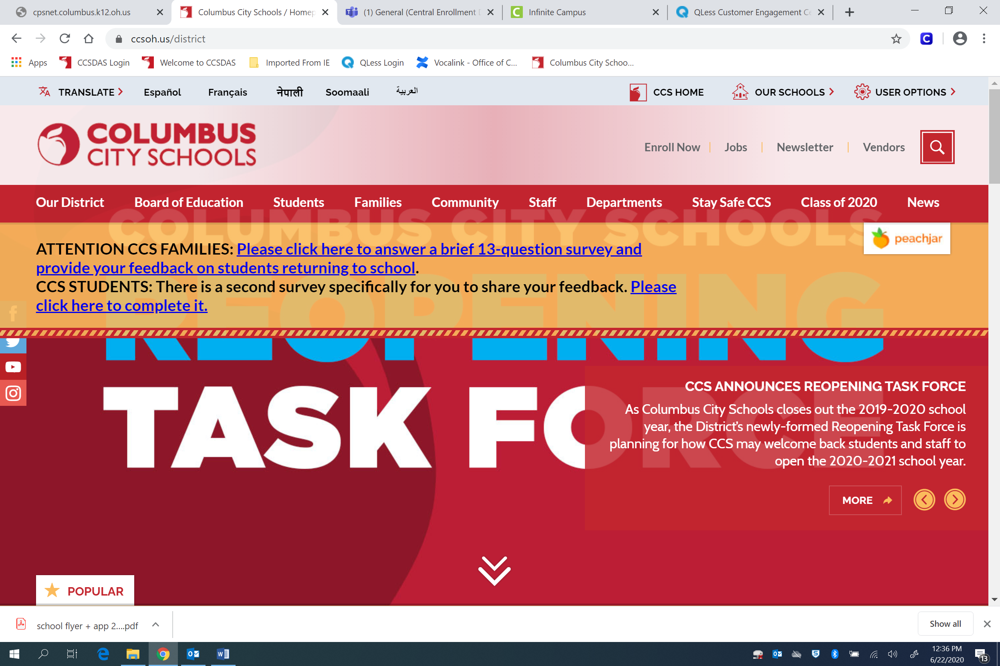 cpsnet.columbus.k12.oh.us
Columbus City Schools / Homep
(1) General (Central Enrollment D
Infinite Campus
QLess Customer Engagement Ce
ccsoh.us/district
Apps
CCSDAS Login
Welcome to CCSDAS
Imported From IE
QLess Login
Vocalink - Office of C...
Columbus City Schoo...
TRANSLATE
Español
Français
नेपाली
Soomaali
العربية
CCS HOME
OUR SCHOOLS
USER OPTIONS
COLUMBUS
CITY SCHOOLS
Enroll Now
Jobs
Newsletter
Vendors
Our District
Board of Education
Students
Families
Community
Staff
Departments
Stay Safe CCS
Class of 2020
News
COLUMBUS CITY SCHOOLS
peachjar
ATTENTION CCS FAMILIES: Please click here to answer a brief 13-question survey and
provide your feedback on students returning to school.
CCS STUDENTS: There is a second survey specifically for you to share your feedback. Please
click here to complete it.
REOPENING
TASK FORCE
CCS ANNOUNCES REOPENING TASK FORCE
As Columbus City Schools closes out the 2019-2020 school
year, the District's newly-formed Reopening Task Force is
planning for how CCS may welcome back students and staff to
open the 2020-2021 school year.
MORE
POPULAR
school flyer + app 2....pdf
Show all
12:36 PM
6/22/2020
13